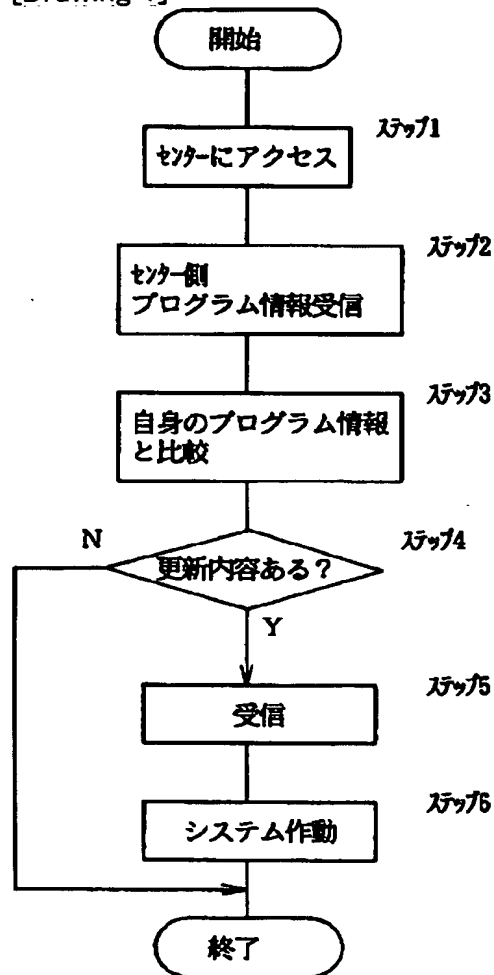 開始
ステップ1
センターにアクセス
ステップ2
センター側
プログラム情報受信
ステップ3
自身のプログラム情報
と比較
ステップ4
N
更新内容ある?
Y
ステップ5
受信
ステップ6
システム作動
終了